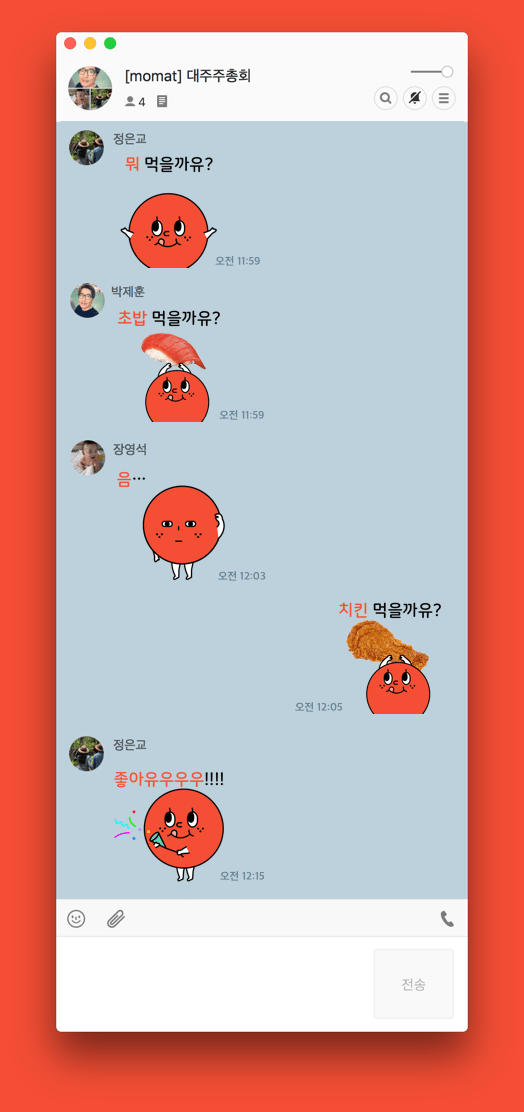 [momat] 대주주총회
4
정은교
뭐 먹을까유?
오전 11:59
박제훈
초밥 먹을까유?
오전 11:59
장영석
음…
오전 12:03
치킨 먹을까유?
오전 12:05
정은교
좋아유우우우!!!!
오전 12:15
전송